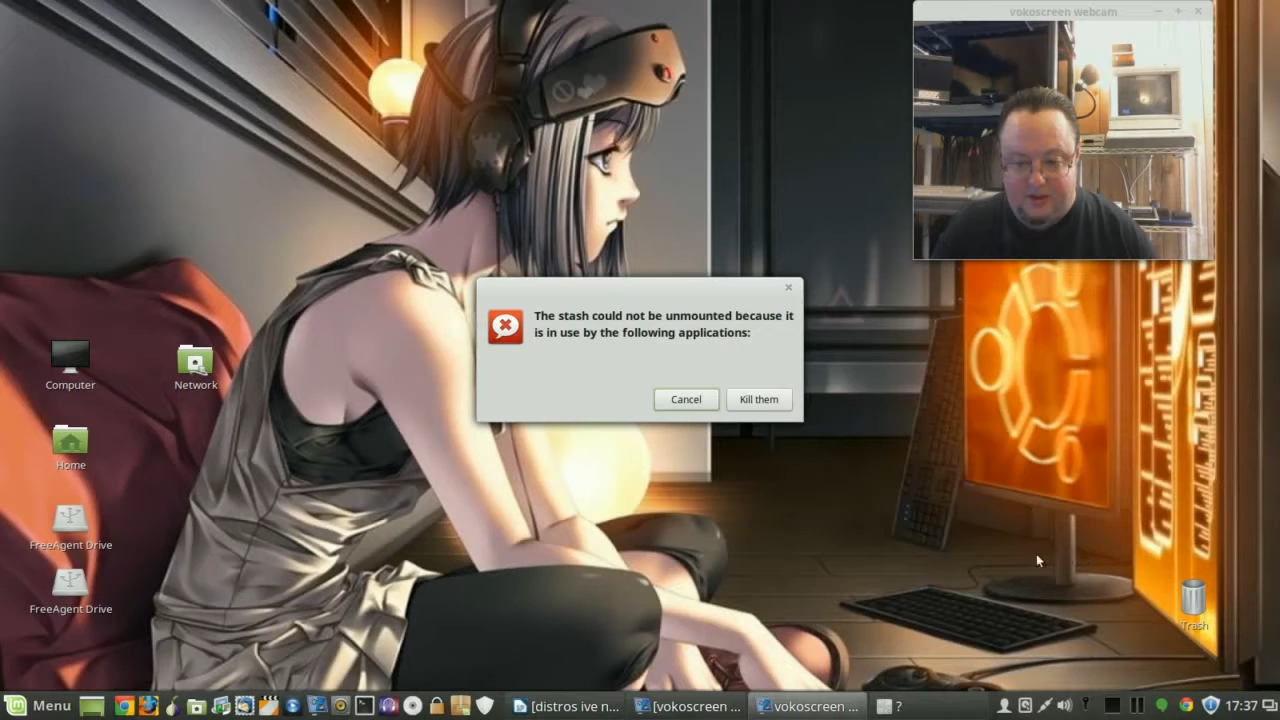 vokoscreen webcam
The stash could not be unmounted because it
is in use by the following applications:
Cancel
Kill them
Computer
Network
Home
FreeAgent Drive
FreeAgent Drive
Trash
Menu
[distros ive n...
[vokoscreen ...
vokoscreen ...
?
17:37